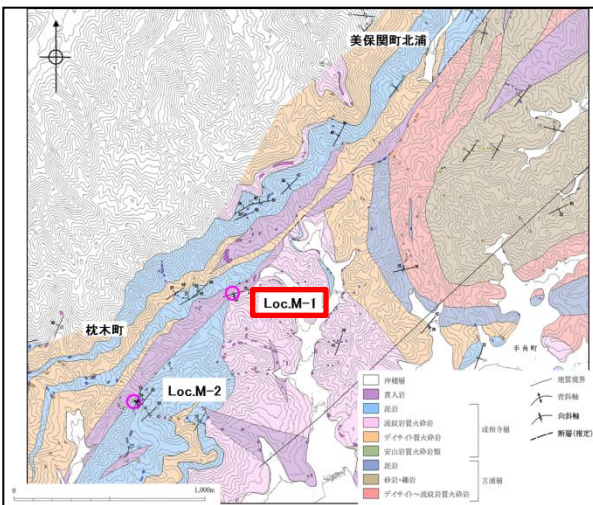 美保関町北浦
Loc.M-1
枕木町
Loc.M-2
手角町
沖積層
貫入岩
泥岩
流紋岩質火砕岩
デイサイト質火砕岩
安山岩質火砕岩類
成相寺層
泥岩
砂岩・礫岩
デイサイト～流紋岩質火砕岩
古浦層
地質境界
背斜軸
向斜軸
断層(推定)
0
1,000m